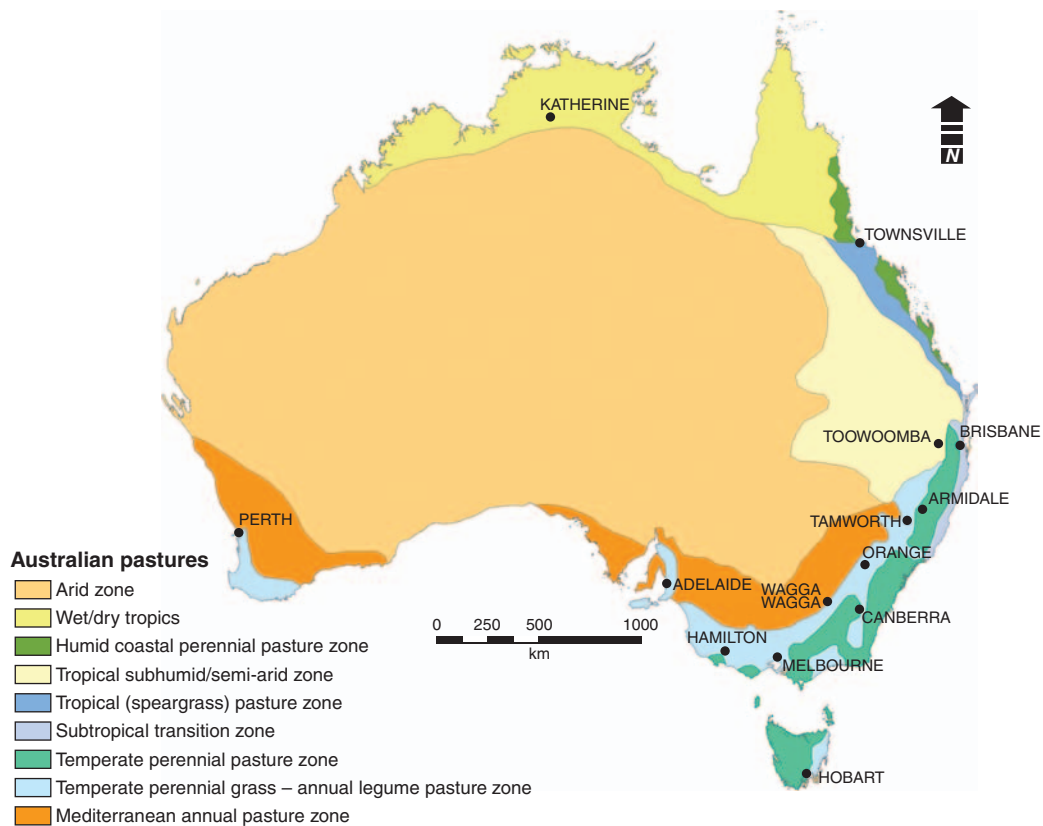 KATHERINE
N
TOWNSVILLE
TOOWOOMBA
BRISBANE
ARMIDALE
TAMWORTH
PERTH
ORANGE
Australian pastures
ADELAIDE
WAGGA
WAGGA
Arid zone
CANBERRA
Wet/dry tropics
0 250 500 1000
km
HAMILTON
Humid coastal perennial pasture zone
MELBOURNE
Tropical subhumid/semi-arid zone
Tropical (speargrass) pasture zone
Subtropical transition zone
Temperate perennial pasture zone
HOBART
Temperate perennial grass – annual legume pasture zone
Mediterranean annual pasture zone